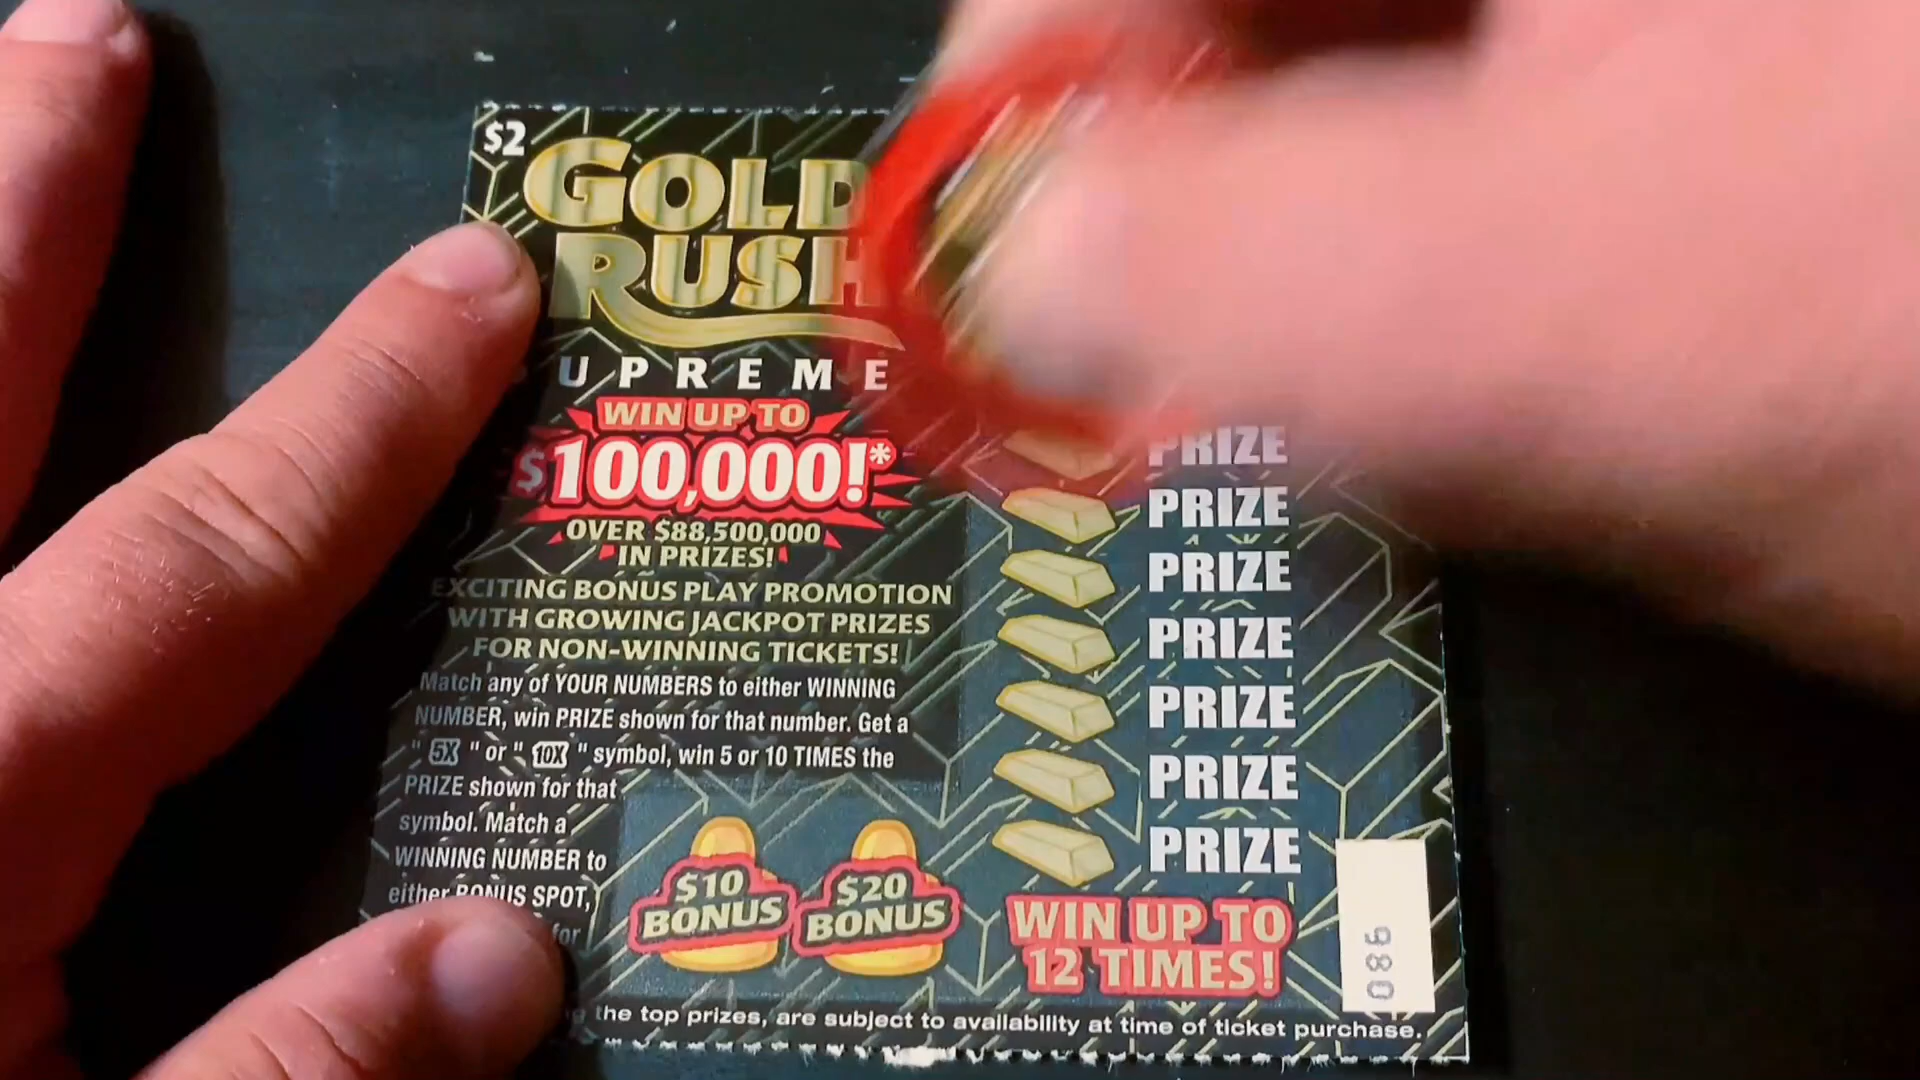 $2
GOLD
RUSH
UPREME
WIN UP TO
$100,000!*
OVER $88,500,000
IN PRIZES!
EXCITING BONUS PLAY PROMOTION
WITH GROWING JACKPOT PRIZES
FOR NON-WINNING TICKETS!
Match any of YOUR NUMBERS to either WINNING
NUMBER, win PRIZE shown for that number. Get a
" 5X " or " 10X " symbol, win 5 or 10 TIMES the
PRIZE shown for that
symbol. Match a
WINNING NUMBER to
either BONUS SPOT,
for
$10
BONUS
$20
BONUS
PRIZE
PRIZE
PRIZE
PRIZE
PRIZE
PRIZE
PRIZE
WIN UP TO
12 TIMES!
086
the top prizes, are subject to availability at time of ticket purchase.